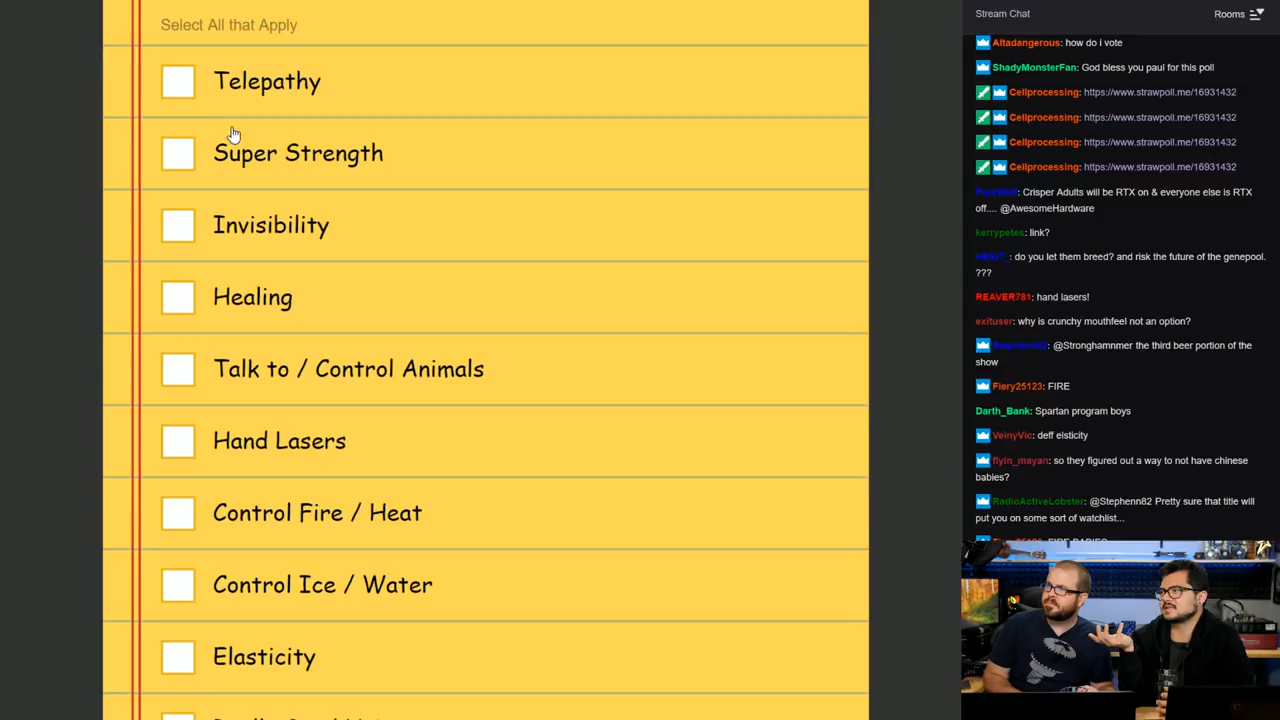 Select All that Apply
Telepathy
Super Strength
Invisibility
Healing
Talk to / Control Animals
Hand Lasers
Control Fire / Heat
Control Ice / Water
Elasticity
Stream Chat
Rooms
Altadangerous: how do i vote
ShadyMonsterFan: God bless you paul for this poll
Cellprocessing: https://www.strawpoll.me/16931432
Cellprocessing: https://www.strawpoll.me/16931432
Cellprocessing: https://www.strawpoll.me/16931432
Cellprocessing: https://www.strawpoll.me/16931432
Crisper Adults will be RTX on & everyone else is RTX
off.... @AwesomeHardware
kerrypetes: link?
do you let them breed? and risk the future of the genepool.
???
REAVER781: hand lasers!
exituser: why is crunchy mouthfeel not an option?
Stephenn82: @Stronghamnmer the third beer portion of the
show
Fiery25123: FIRE
Darth_Bank: Spartan program boys
VeinyVic: deff elsticity
flyin_mayan: so they figured out a way to not have chinese
babies?
RadioActiveLobster: @Stephenn82 Pretty sure that title will
put you on some sort of watchlist...